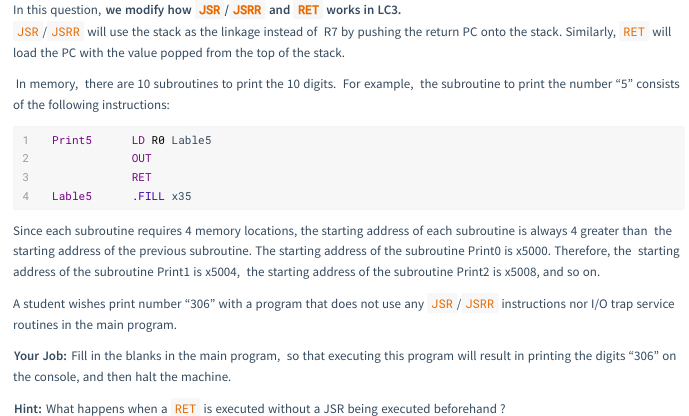 In this question, we modify how JSR / JSRR and RET works in LC3.
JSR / JSRR will use the stack as the linkage instead of R7 by pushing the return PC onto the stack. Similarly, RET will
load the PC with the value popped from the top of the stack.
In memory, there are 10 subroutines to print the 10 digits. For example, the subroutine to print the number “5” consists
of the following instructions:
1 Print5 LD R0 Lable5
2 OUT
3 RET
4 Lable5 .FILL x35
Since each subroutine requires 4 memory locations, the starting address of each subroutine is always 4 greater than the
starting address of the previous subroutine. The starting address of the subroutine Print0 is x5000. Therefore, the starting
address of the subroutine Print1 is x5004, the starting address of the subroutine Print2 is x5008, and so on.
A student wishes print number “306” with a program that does not use any JSR / JSRR instructions nor I/O trap service
routines in the main program.
Your Job: Fill in the blanks in the main program, so that executing this program will result in printing the digits “306” on
the console, and then halt the machine.
Hint: What happens when a RET is executed without a JSR being executed beforehand ?